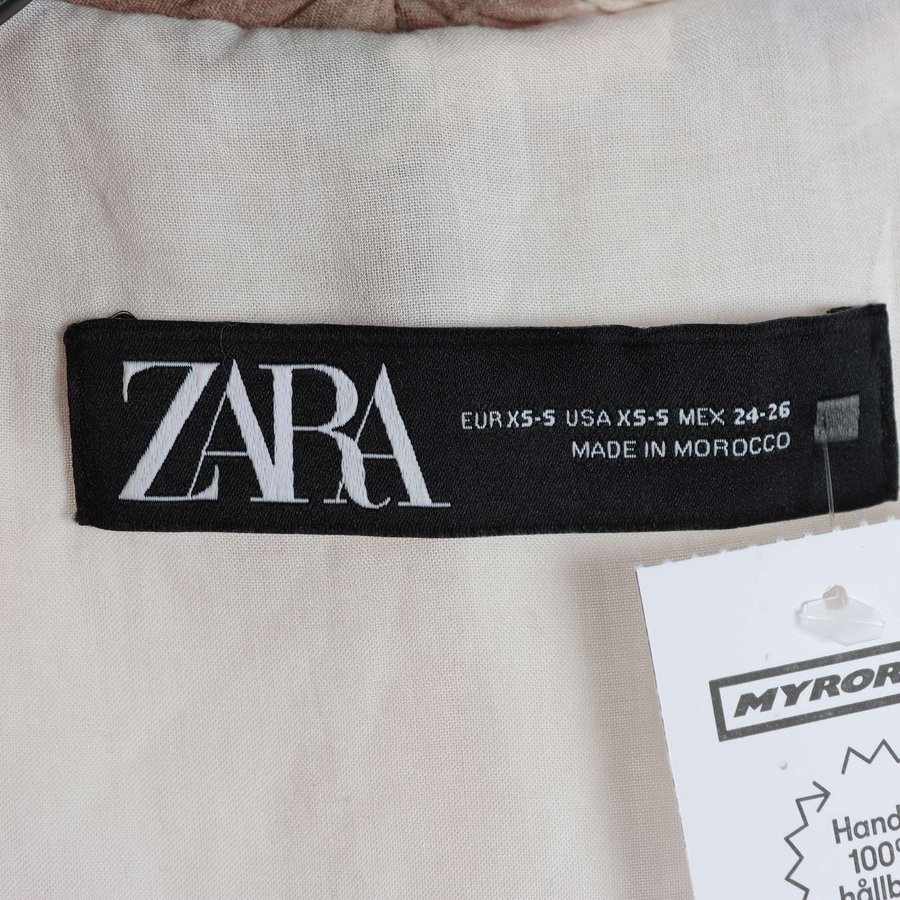 ZARA
EUR XS-S USA XS-S MEX 24-26
MADE IN MOROCCO
MYROR
Hand
100%
hållb